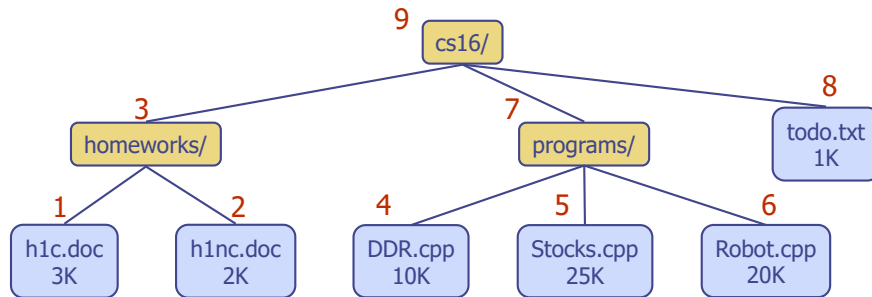 9
cs16/
3
homeworks/
7
programs/
8
todo.txt
1K
1
h1c.doc
3K
2
h1nc.doc
2K
4
DDR.cpp
10K
5
Stocks.cpp
25K
6
Robot.cpp
20K